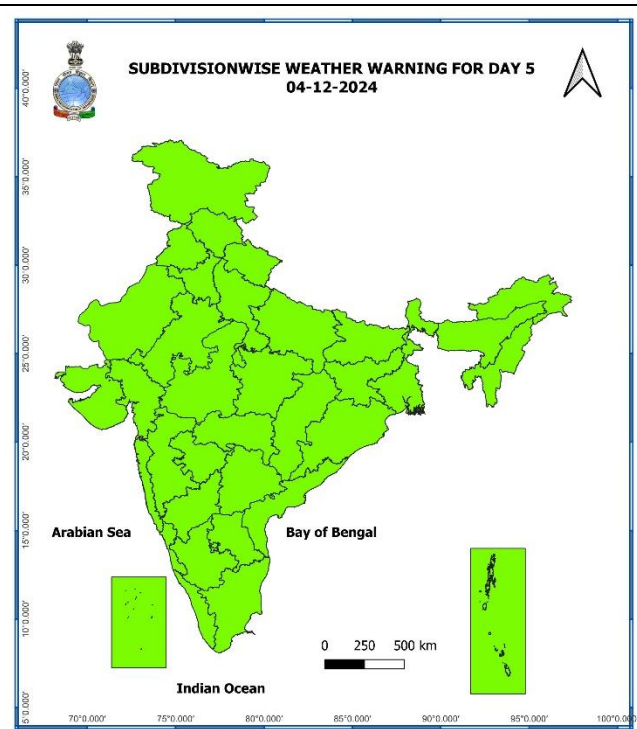 SUBDIVISIONWISE WEATHER WARNING FOR DAY 5
04-12-2024
40°0.000'
35°0.000'
30°0.000'
25°0.000'
20°0.000'
15°0.000'
10°0.000'
5°0.000'
Arabian Sea
Bay of Bengal
0 250 500 km
Indian Ocean
70°0.000' 75°0.000' 80°0.000' 85°0.000' 90°0.000' 95°0.000' 100°0.000'